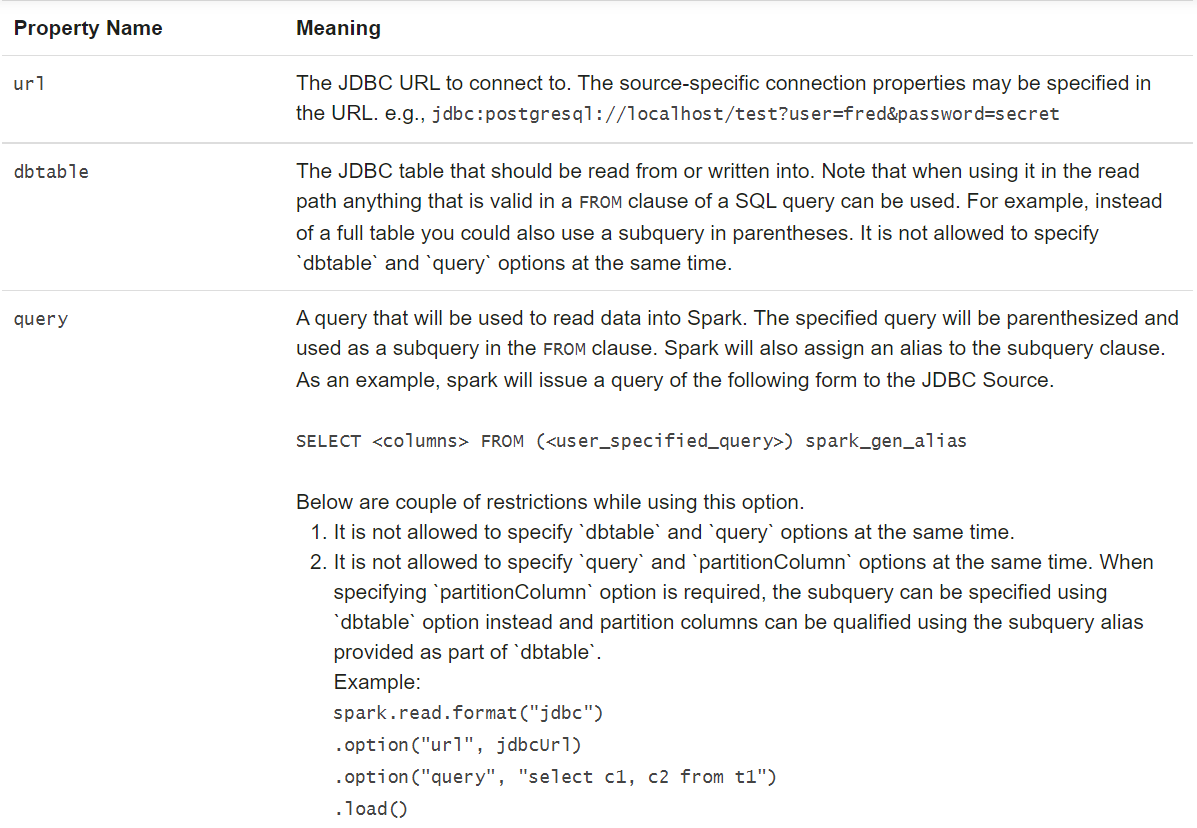 Property Name Meaning
url The JDBC URL to connect to. The source-specific connection properties may be specified in
the URL. e.g., jdbc:postgresql://localhost/test?user=fred&password=secret
dbtable The JDBC table that should be read from or written into. Note that when using it in the read
path anything that is valid in a FROM clause of a SQL query can be used. For example, instead
of a full table you could also use a subquery in parentheses. It is not allowed to specify
`dbtable` and `query` options at the same time.
query A query that will be used to read data into Spark. The specified query will be parenthesized and
used as a subquery in the FROM clause. Spark will also assign an alias to the subquery clause.
As an example, spark will issue a query of the following form to the JDBC Source.
SELECT <columns> FROM (<user_specified_query>) spark_gen_alias
Below are couple of restrictions while using this option.
1. It is not allowed to specify `dbtable` and `query` options at the same time.
2. It is not allowed to specify `query` and `partitionColumn` options at the same time. When
specifying `partitionColumn` option is required, the subquery can be specified using
`dbtable` option instead and partition columns can be qualified using the subquery alias
provided as part of `dbtable`.
Example:
spark.read.format("jdbc")
.option("url", jdbcUrl)
.option("query", "select c1, c2 from t1")
.load()